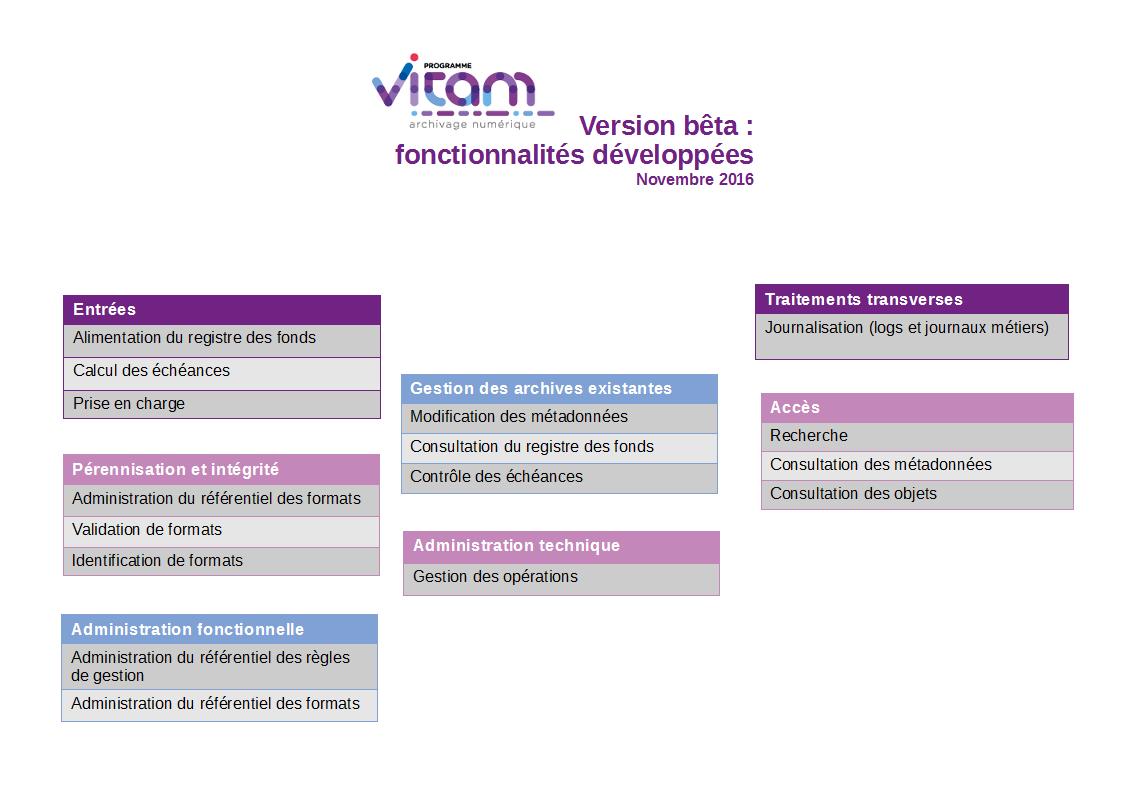 PROGRAMME
vitam
archivage numérique
Version bêta :
fonctionnalités développées
Novembre 2016
Entrées
Alimentation du registre des fonds
Calcul des échéances
Prise en charge
Pérennisation et intégrité
Administration du référentiel des formats
Validation de formats
Identification de formats
Administration fonctionnelle
Administration du référentiel des règles
de gestion
Administration du référentiel des formats
Gestion des archives existantes
Modification des métadonnées
Consultation du registre des fonds
Contrôle des échéances
Administration technique
Gestion des opérations
Traitements transverses
Journalisation (logs et journaux métiers)
Accès
Recherche
Consultation des métadonnées
Consultation des objets